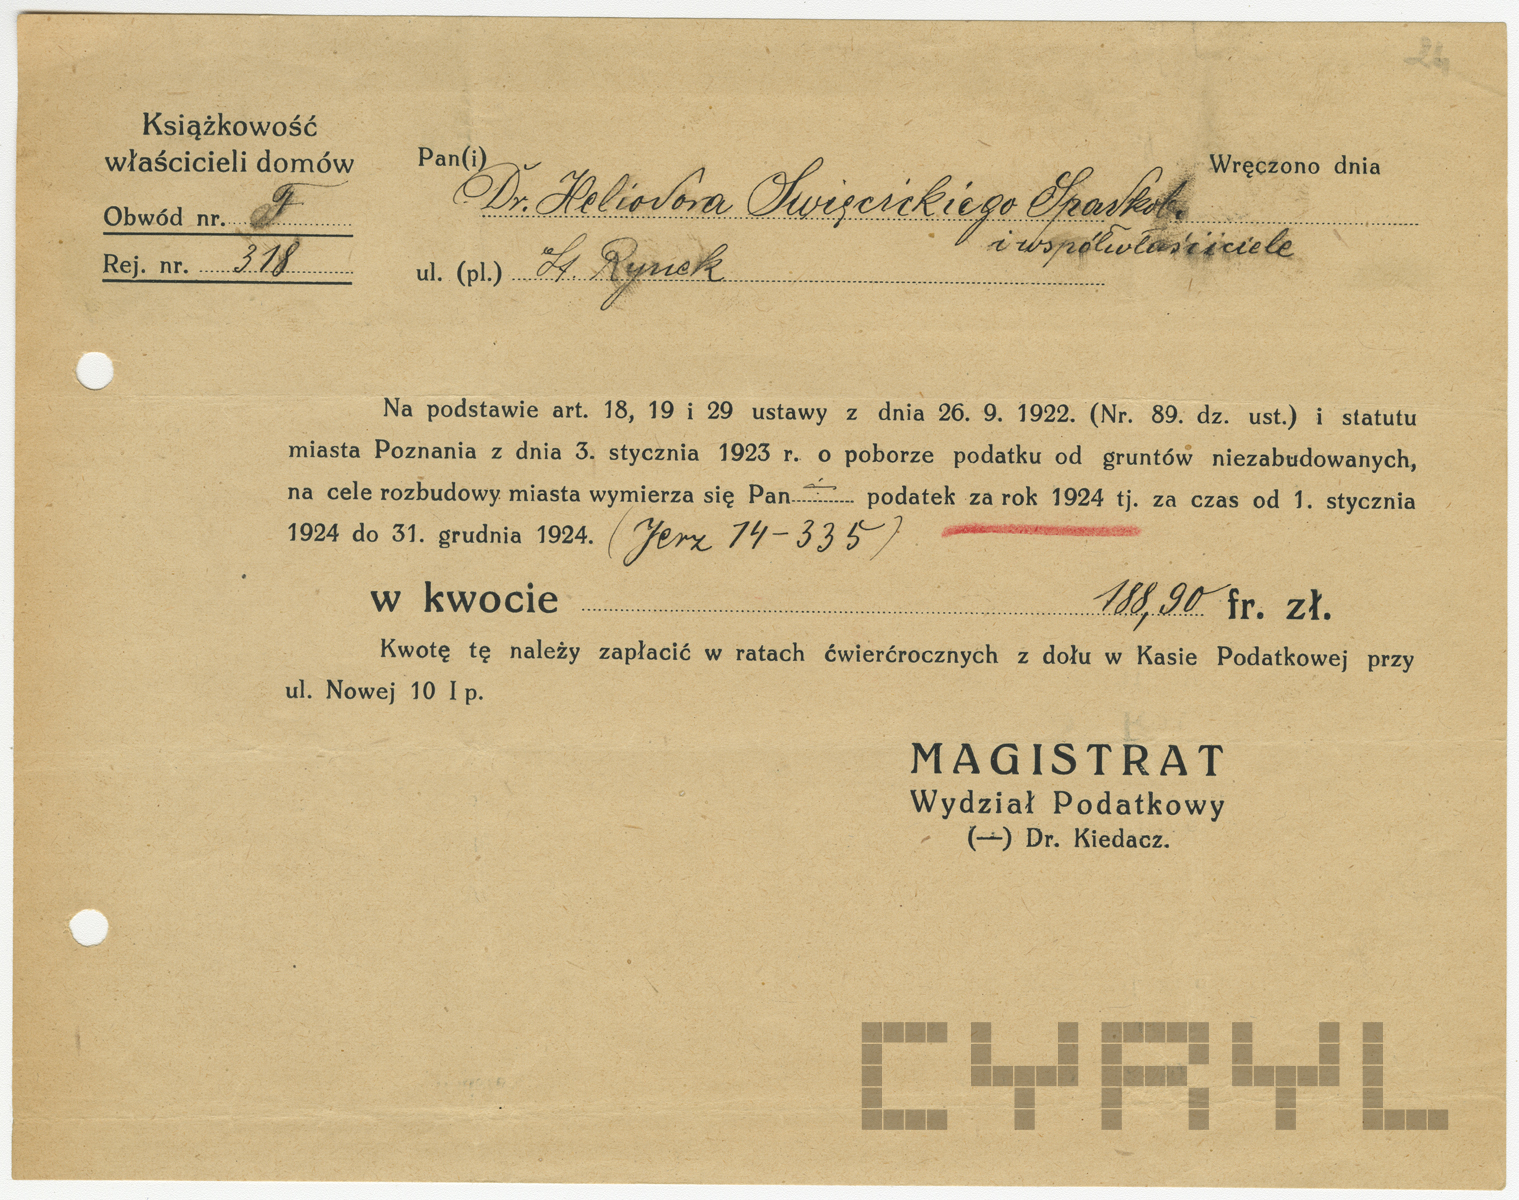 Książkowość
właścicieli domów
Obwód nr. F
Rej. nr. 318
Pan(i)
Wręczono dnia
Dr. Heliodora Święcickiego Spadkob.
i współwłaściciele
ul. (pl.) St. Rynek
Na podstawie art. 18, 19 i 29 ustawy z dnia 26. 9. 1922. (Nr. 89. dz. ust.) i statutu
miasta Poznania z dnia 3. stycznia 1923 r. o poborze podatku od gruntów niezabudowanych,
na cele rozbudowy miasta wymierza się Pan podatek za rok 1924 tj. za czas od 1. stycznia
1924 do 31. grudnia 1924. (Jerz 14-335)
w kwocie 188,90 fr. zł.
Kwotę tę należy zapłacić w ratach ćwierćrocznych z dołu w Kasie Podatkowej przy
ul. Nowej 10 I p.
MAGISTRAT
Wydział Podatkowy
(—) Dr. Kiedacz.
CYRYL